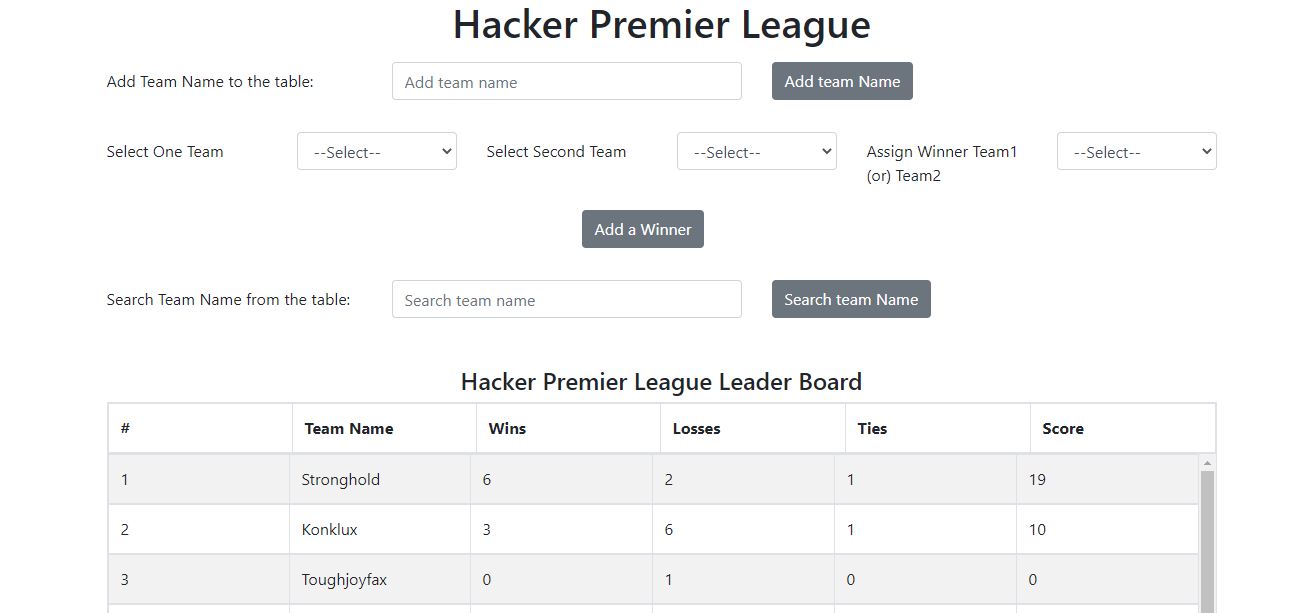 Hacker Premier League
Add Team Name to the table: Add team name Add team Name
Select One Team --Select-- Select Second Team --Select-- Assign Winner Team1 --Select--
(or) Team2
Add a Winner
Search Team Name from the table: Search team name Search team Name
Hacker Premier League Leader Board
# Team Name Wins Losses Ties Score
1 Stronghold 6 2 1 19
2 Konklux 3 6 1 10
3 Toughjoyfax 0 1 0 0